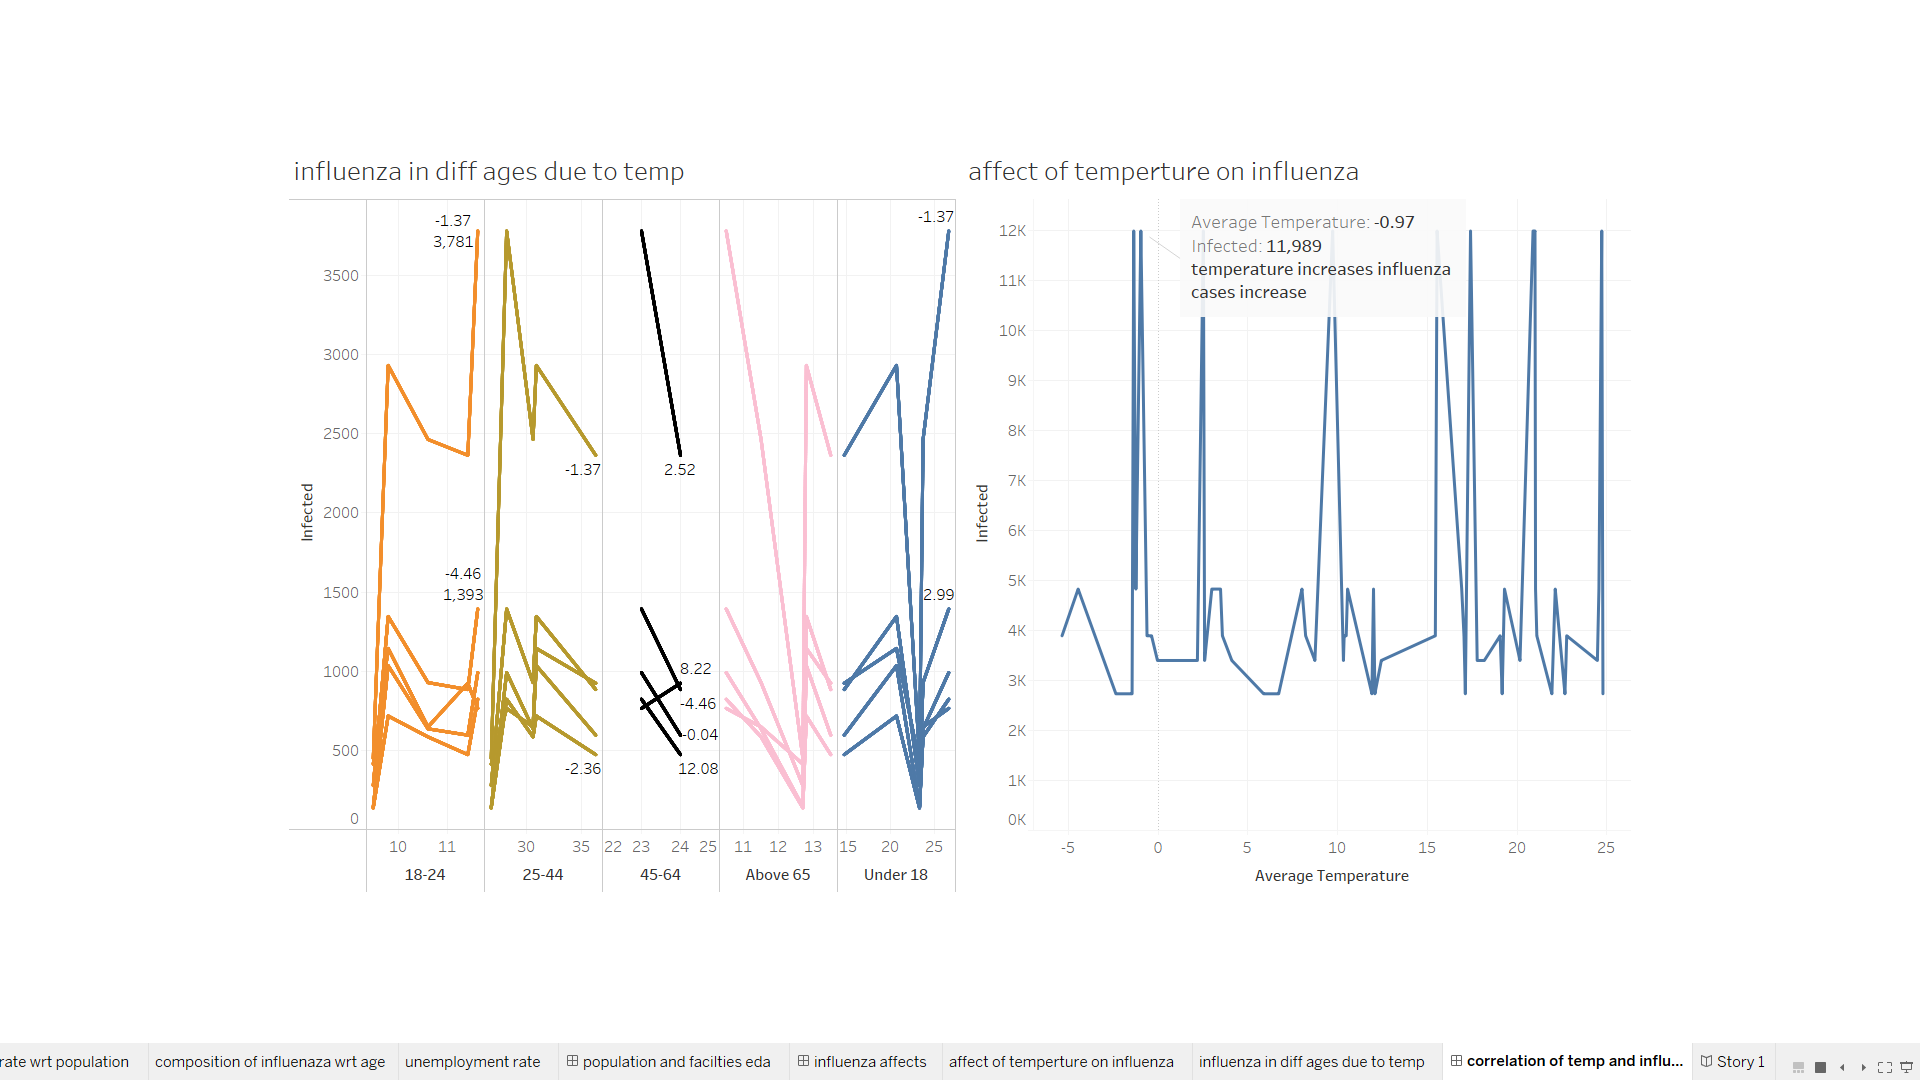 influenza in diff ages due to temp
affect of temperture on influenza
-1.37
3,781
-4.46
1,393
-1.37
-2.36
2.52
8.22
-4.46
-0.04
12.08
-1.37
2.99
Infected
3500
3000
2500
2000
1500
1000
500
0
10 11
30 35
22 23 24 25
11 12 13
15 20 25
18-24
25-44
45-64
Above 65
Under 18
Average Temperature: -0.97
Infected: 11,989
temperature increases influenza
cases increase
Infected
12K
11K
10K
9K
8K
7K
6K
5K
4K
3K
2K
1K
0K
-5 0 5 10 15 20 25
Average Temperature
rate wrt population
composition of influenaza wrt age
unemployment rate
population and facilties eda
influenza affects
affect of temperture on influenza
influenza in diff ages due to temp
correlation of temp and influ...
Story 1